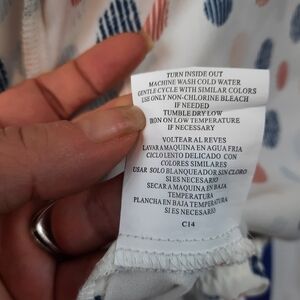 TURN INSIDE OUT
MACHINE WASH COLD WATER
GENTLE CYCLE WITH SIMILAR COLORS
USE ONLY NON-CHLORINE BLEACH
IF NEEDED
TUMBLE DRY LOW
IRON ON LOW TEMPERATURE
IF NECESSARY
VOLTEAR AL REVES
LAVAR A MAQUINA EN AGUA FRIA
CICLO LENTO DELICADO CON
COLORES SIMILARES
USAR SOLO BLANQUEADOR SIN CLORO
SI ES NECESARIO
SECAR A MAQUINA EN BAJA
TEMPERATURE
PLANCHA EN BAJA TEMPERATURE
SI ES NECESARIO
C14